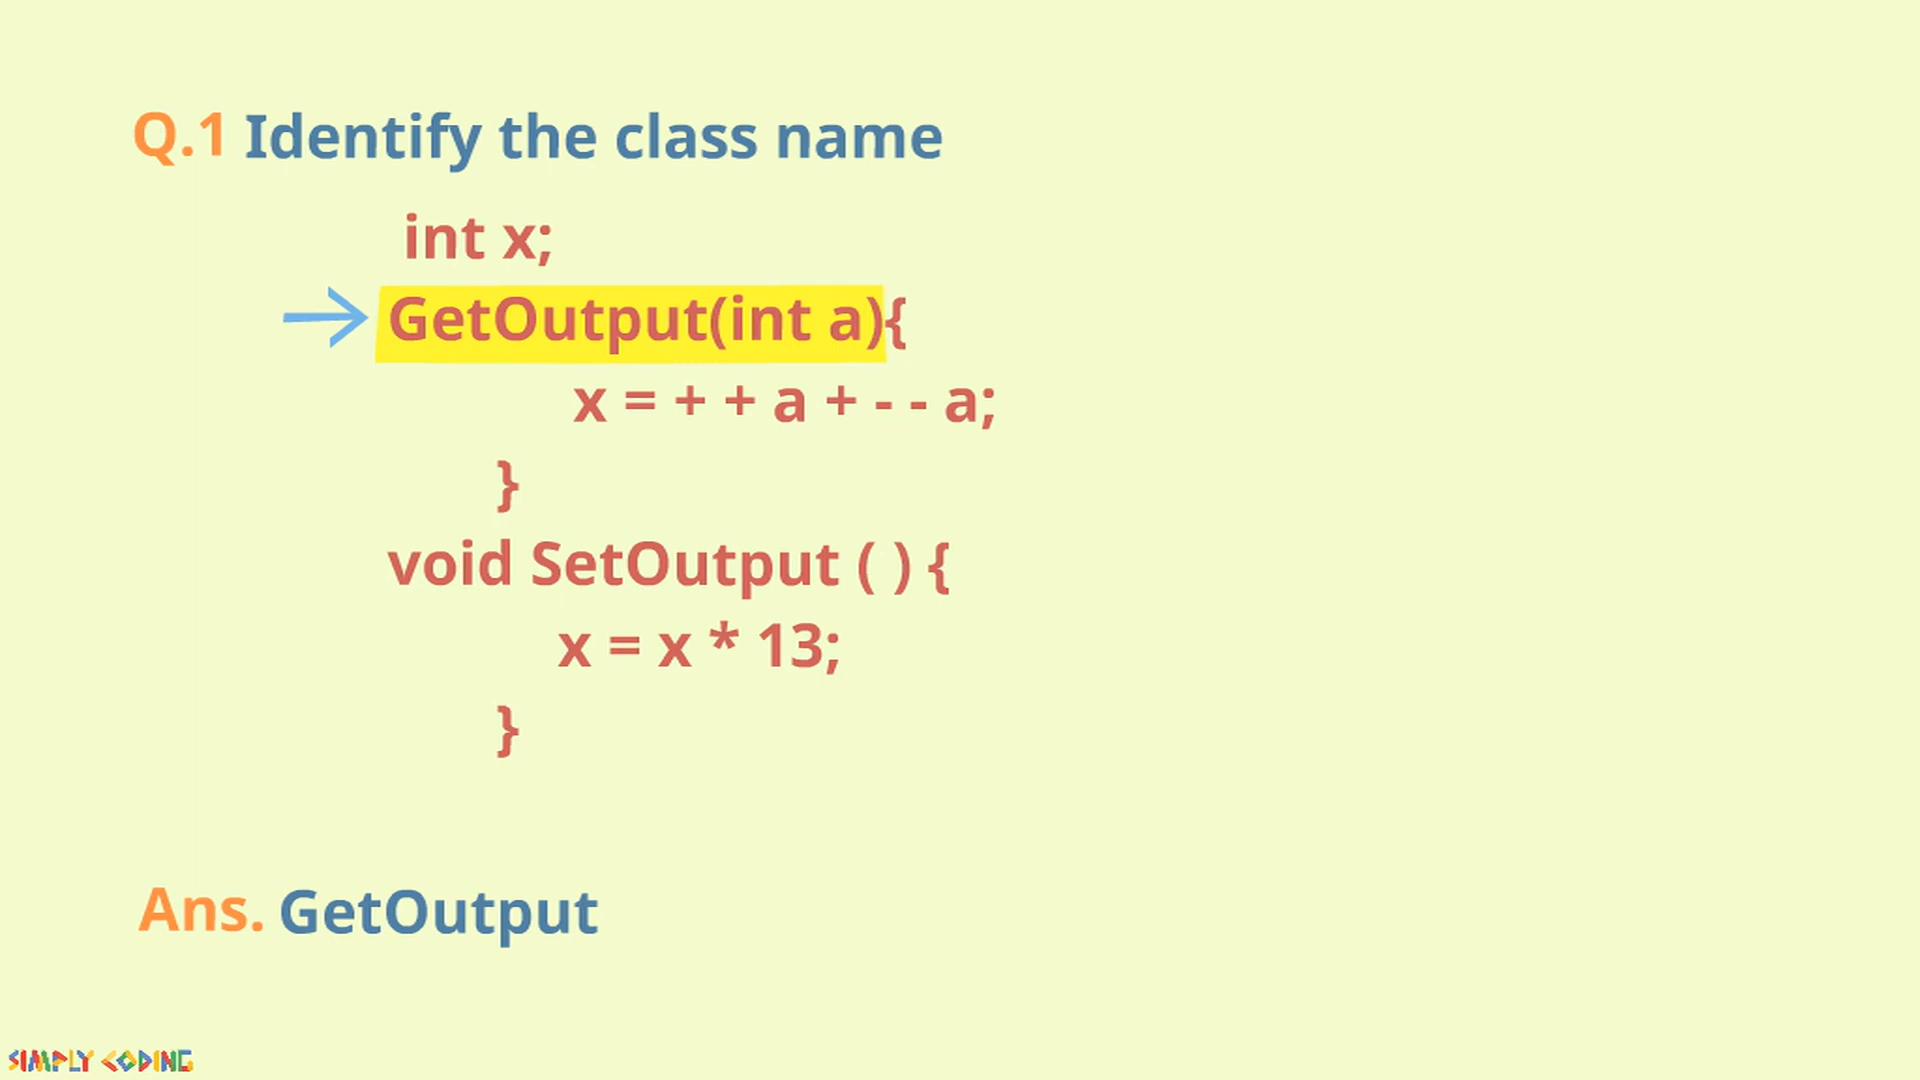 Q.1 Identify the class name
int x;
GetOutput(int a){
x = + + a + - - a;
}
void SetOutput ( ) {
x = x * 13;
}
Ans. GetOutput
SIMPLY CODING